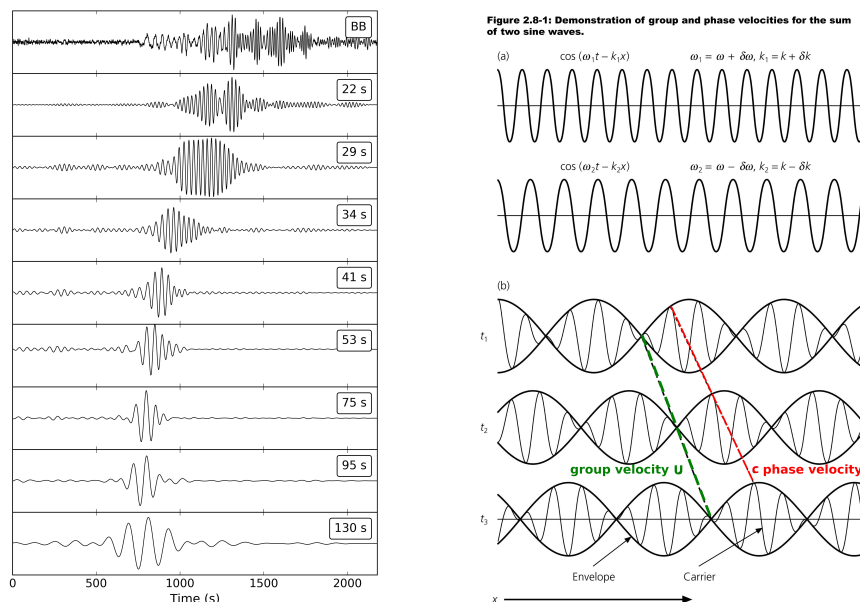 BB
22 s
29 s
34 s
41 s
53 s
75 s
95 s
130 s
0 500 1000 1500 2000
Time (s)
Figure 2.8-1: Demonstration of group and phase velocities for the sum
of two sine waves.
(a)
cos (ω₁t – k₁x) ω₁ = ω + δω, k₁ = k + δk
cos (ω₂t – k₂x) ω₂ = ω – δω, k₂ = k – δk
(b)
t₁
t₂
group velocity U c phase velocity
t₃
Envelope Carrier
x